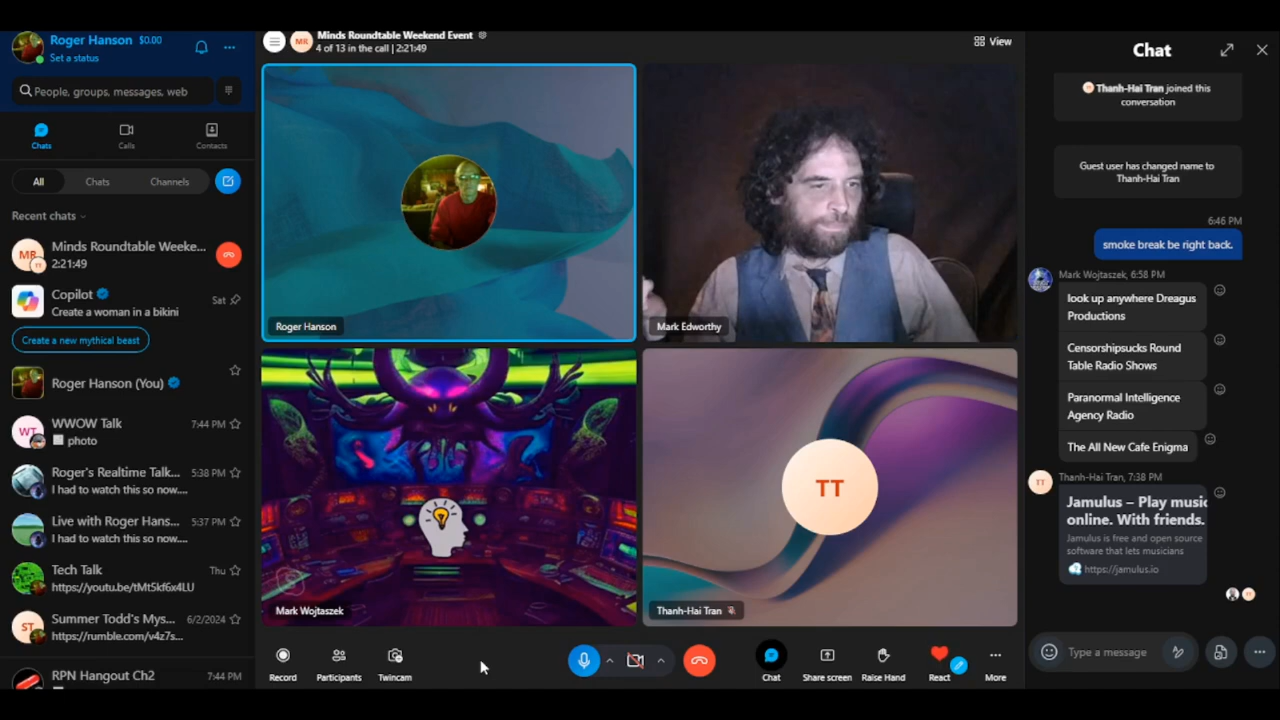 Roger Hanson $0.00
Set a status
People, groups, messages, web
Chats
Calls
Contacts
All
Chats
Channels
Recent chats
MR
TT
Minds Roundtable Weeke...
2:21:49
Copilot
Sat
Create a woman in a bikini
Create a new mythical beast
Roger Hanson (You)
WT
WWOW Talk
7:44 PM
photo
Roger's Realtime Talk...
5:38 PM
I had to watch this so now....
Live with Roger Hans...
5:37 PM
I had to watch this so now....
Tech Talk
Thu
https://youtu.be/tMtSkf6x4LU
ST
Summer Todd's Mys...
6/2/2024
https://rumble.com/v4z7s...
RPN Hangout Ch2
7:44 PM
MR
Minds Roundtable Weekend Event
4 of 13 in the call | 2:21:49
View
Roger Hanson
Mark Edworthy
Mark Wojtaszek
TT
Thanh-Hai Tran
Record
Participants
Twincam
Chat
Share screen
Raise Hand
React
More
Chat
Thanh-Hai Tran joined this
conversation
Guest user has changed name to
Thanh-Hai Tran
6:46 PM
smoke break be right back.
Mark Wojtaszek, 6:58 PM
look up anywhere Dreagus
Productions
Censorshipsucks Round
Table Radio Shows
Paranormal Intelligence
Agency Radio
The All New Cafe Enigma
TT
Thanh-Hai Tran, 7:38 PM
Jamulus – Play music
online. With friends.
Jamulus is free and open source
software that lets musicians
https://jamulus.io
TT
Type a message